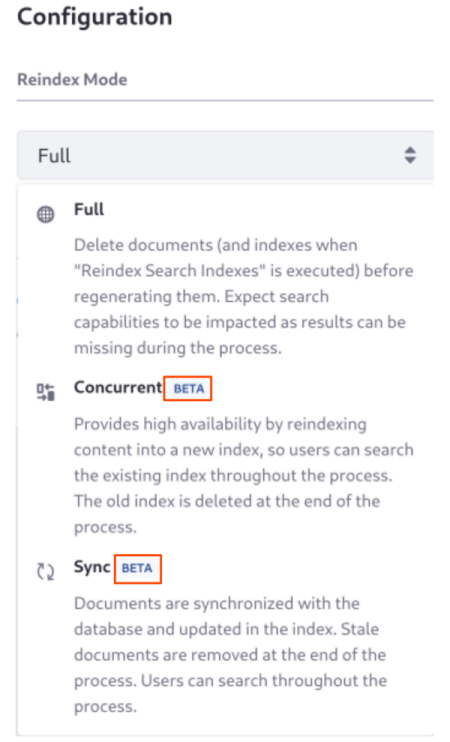 Configuration
Reindex Mode
Full
Full
Delete documents (and indexes when
"Reindex Search Indexes" is executed) before
regenerating them. Expect search
capabilities to be impacted as results can be
missing during the process.
Concurrent BETA
Provides high availability by reindexing
content into a new index, so users can search
the existing index throughout the process.
The old index is deleted at the end of the
process.
Sync BETA
Documents are synchronized with the
database and updated in the index. Stale
documents are removed at the end of the
process. Users can search throughout the
process.